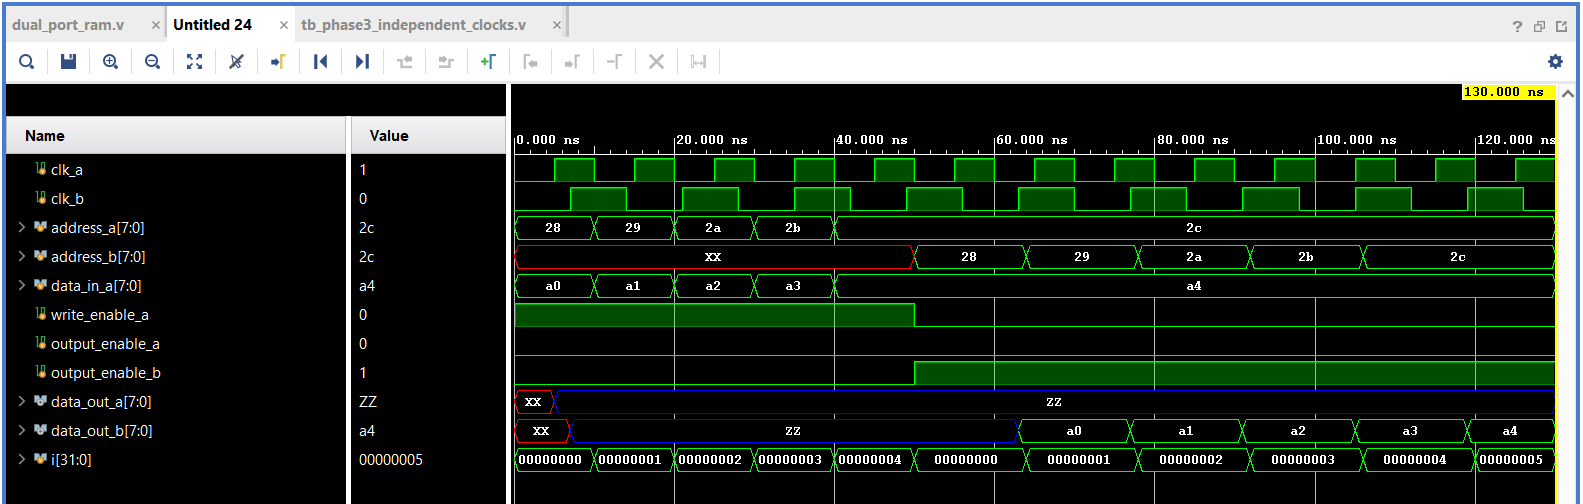 dual_port_ram.v × Untitled 24 × tb_phase3_independent_clocks.v ×
?
130.000 ns
Name Value
0.000 ns 20.000 ns 40.000 ns 60.000 ns 80.000 ns 100.000 ns 120.000 ns
clk_a 1
clk_b 0
address_a[7:0] 2c 28 29 2a 2b 2c
address_b[7:0] 2c XX 28 29 2a 2b 2c
data_in_a[7:0] a4 a0 a1 a2 a3 a4
write_enable_a 0
output_enable_a 0
output_enable_b 1
data_out_a[7:0] ZZ XX ZZ
data_out_b[7:0] a4 XX ZZ a0 a1 a2 a3 a4
i[31:0] 00000005 00000000 00000001 00000002 00000003 00000004 00000000 00000001 00000002 00000003 00000004 00000005